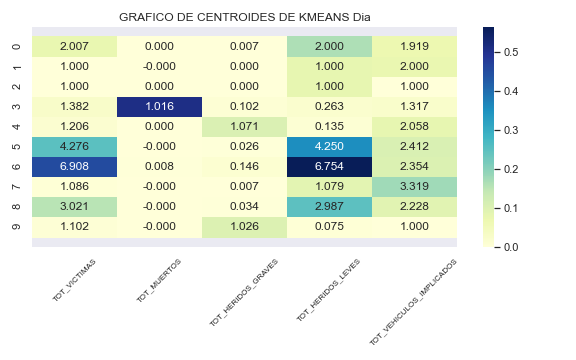 GRAFICO DE CENTROIDES DE KMEANS Dia
0 2.007 0.000 0.007 2.000 1.919
1 1.000 -0.000 0.000 1.000 2.000
2 1.000 0.000 0.000 1.000 1.000
3 1.382 1.016 0.102 0.263 1.317
4 1.206 0.000 1.071 0.135 2.058
5 4.276 -0.000 0.026 4.250 2.412
6 6.908 0.008 0.146 6.754 2.354
7 1.086 -0.000 0.007 1.079 3.319
8 3.021 -0.000 0.034 2.987 2.228
9 1.102 -0.000 1.026 0.075 1.000
TOT_VICTIMAS TOT_MUERTOS TOT_HERIDOS_GRAVES TOT_HERIDOS_LEVES TOT_VEHICULOS_IMPLICADOS
0.5
0.4
0.3
0.2
0.1
0.0